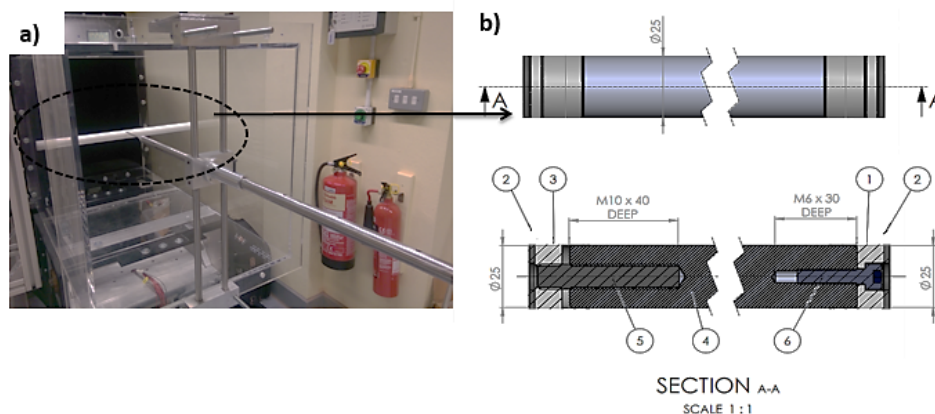 a)
b)
Ø25
A
A
2
3
M10 x 40
DEEP
M6 x 30
DEEP
1
2
Ø25
Ø25
5
4
6
SECTION A-A
SCALE 1 : 1